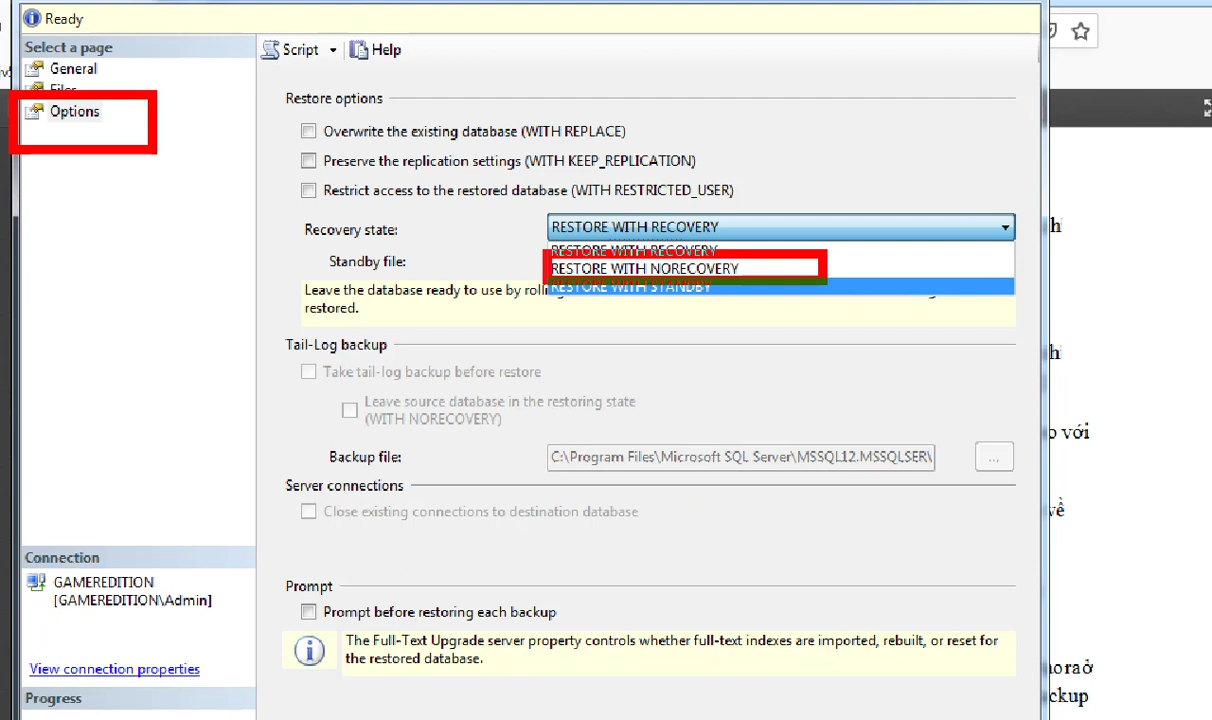 Ready
Select a page
General
Files
Options
Script
Help
Restore options
Overwrite the existing database (WITH REPLACE)
Preserve the replication settings (WITH KEEP_REPLICATION)
Restrict access to the restored database (WITH RESTRICTED_USER)
Recovery state:
RESTORE WITH RECOVERY
RESTORE WITH RECOVERY
RESTORE WITH NORECOVERY
RESTORE WITH STANDBY
Standby file:
Leave the database ready to use by
restored.
Tail-Log backup
Take tail-log backup before restore
Leave source database in the restoring state
(WITH NORECOVERY)
Backup file:
C:\Program Files\Microsoft SQL Server\MSSQL12.MSSQLSER\
...
Server connections
Close existing connections to destination database
Prompt
Prompt before restoring each backup
The Full-Text Upgrade server property controls whether full-text indexes are imported, rebuilt, or reset for
the restored database.
Connection
GAMEREDITION
[GAMEREDITION\Admin]
View connection properties
Progress
với
về